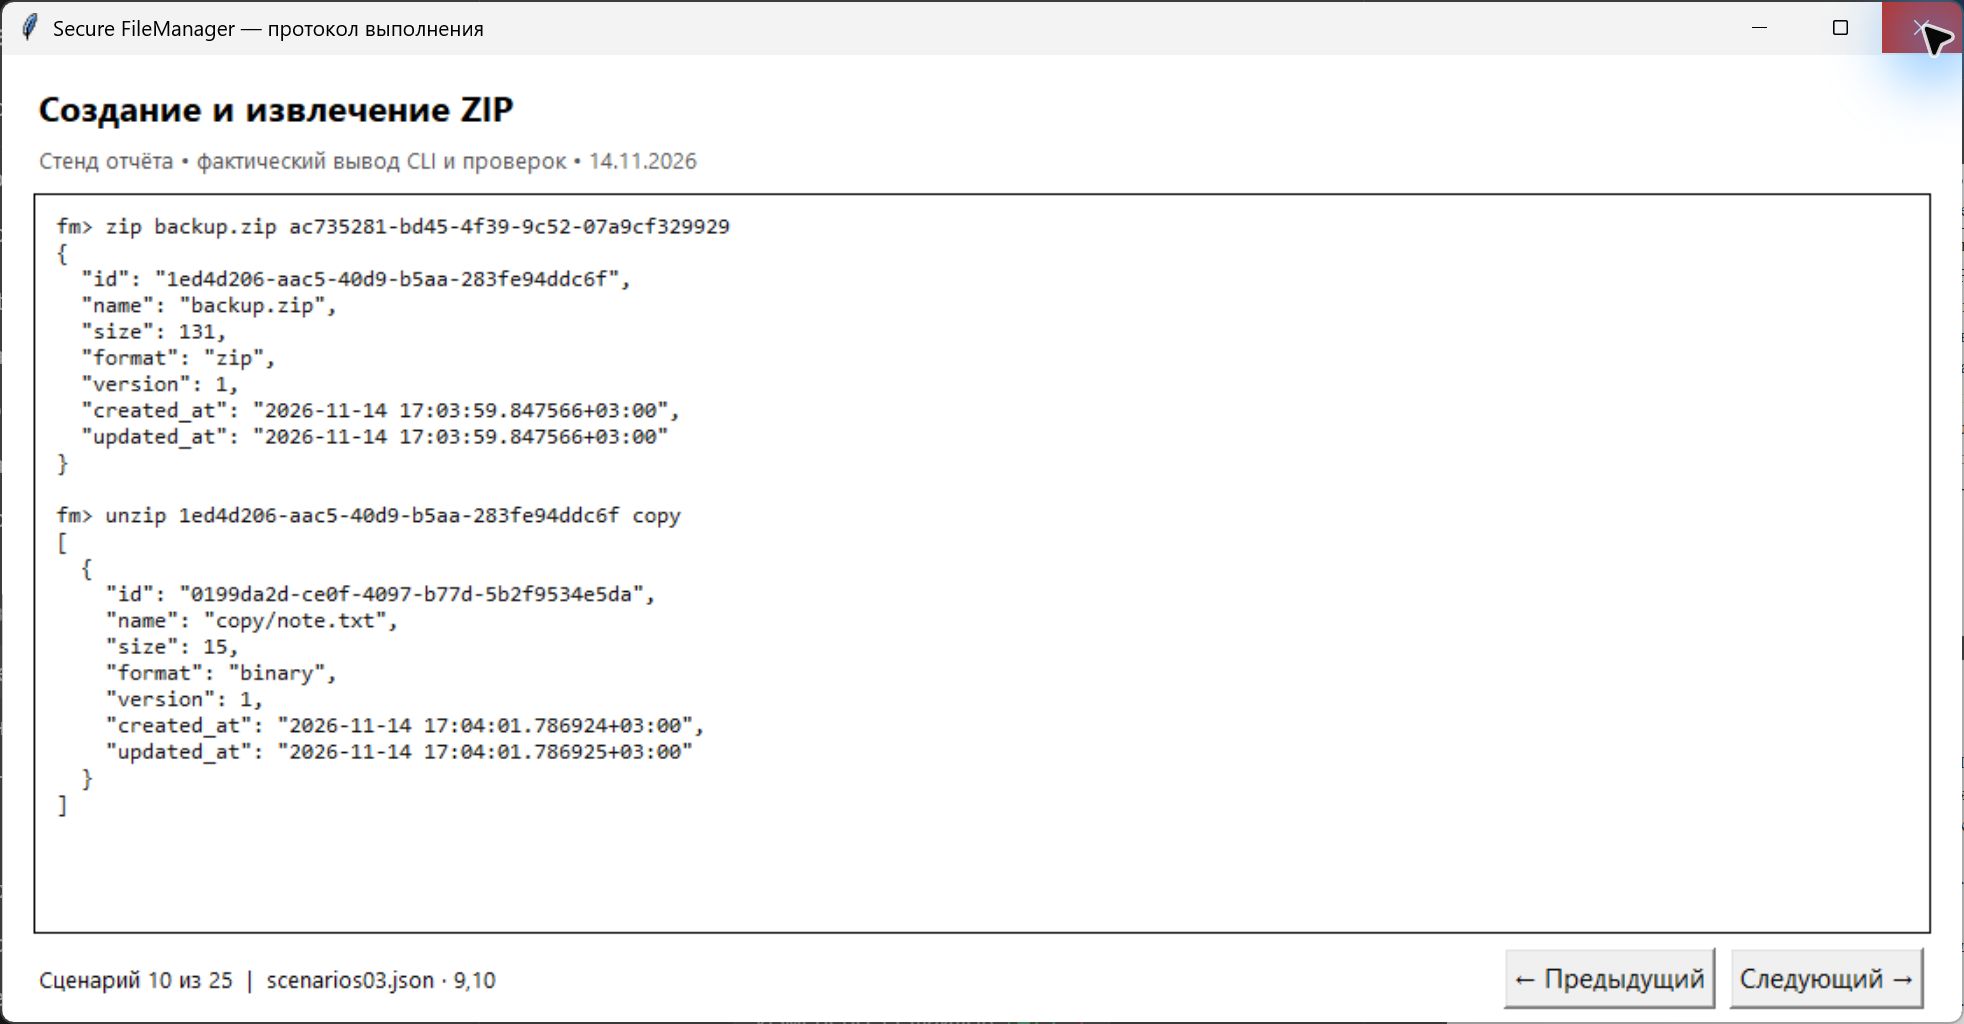 Secure FileManager — протокол выполнения
Создание и извлечение ZIP
Стенд отчёта • фактический вывод CLI и проверок • 14.11.2026
fm> zip backup.zip ac735281-bd45-4f39-9c52-07a9cf329929
{
  "id": "1ed4d206-aac5-40d9-b5aa-283fe94ddc6f",
  "name": "backup.zip",
  "size": 131,
  "format": "zip",
  "version": 1,
  "created_at": "2026-11-14 17:03:59.847566+03:00",
  "updated_at": "2026-11-14 17:03:59.847566+03:00"
}
fm> unzip 1ed4d206-aac5-40d9-b5aa-283fe94ddc6f copy
[
  {
    "id": "0199da2d-ce0f-4097-b77d-5b2f9534e5da",
    "name": "copy/note.txt",
    "size": 15,
    "format": "binary",
    "version": 1,
    "created_at": "2026-11-14 17:04:01.786924+03:00",
    "updated_at": "2026-11-14 17:04:01.786925+03:00"
  }
]
Сценарий 10 из 25 | scenarios03.json · 9,10
← Предыдущий
Следующий →